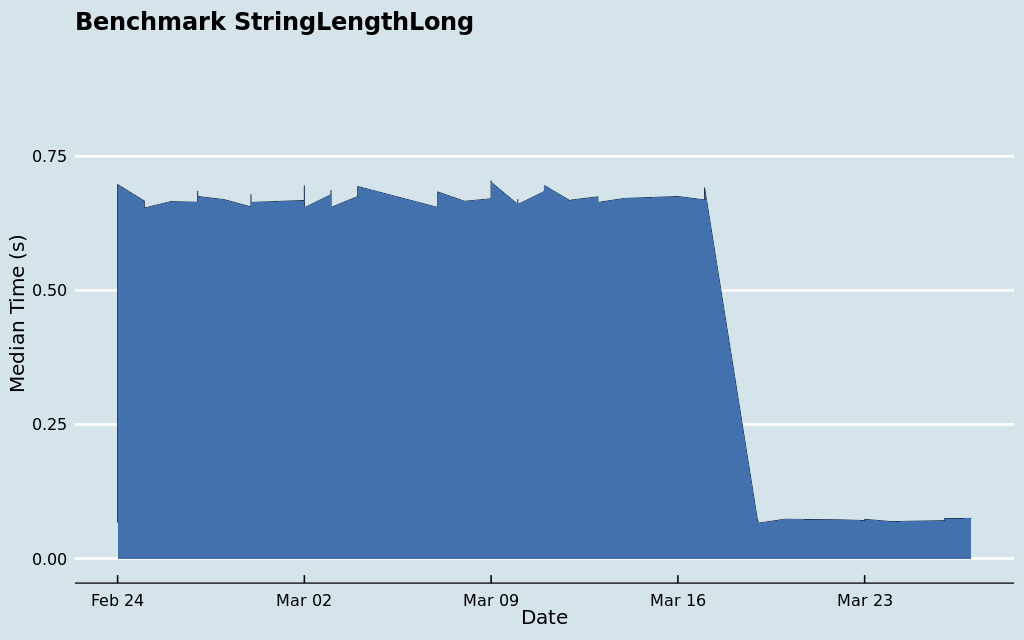 Benchmark StringLengthLong
Median Time (s)
0.75
0.50
0.25
0.00
Feb 24 Mar 02 Mar 09 Mar 16 Mar 23
Date